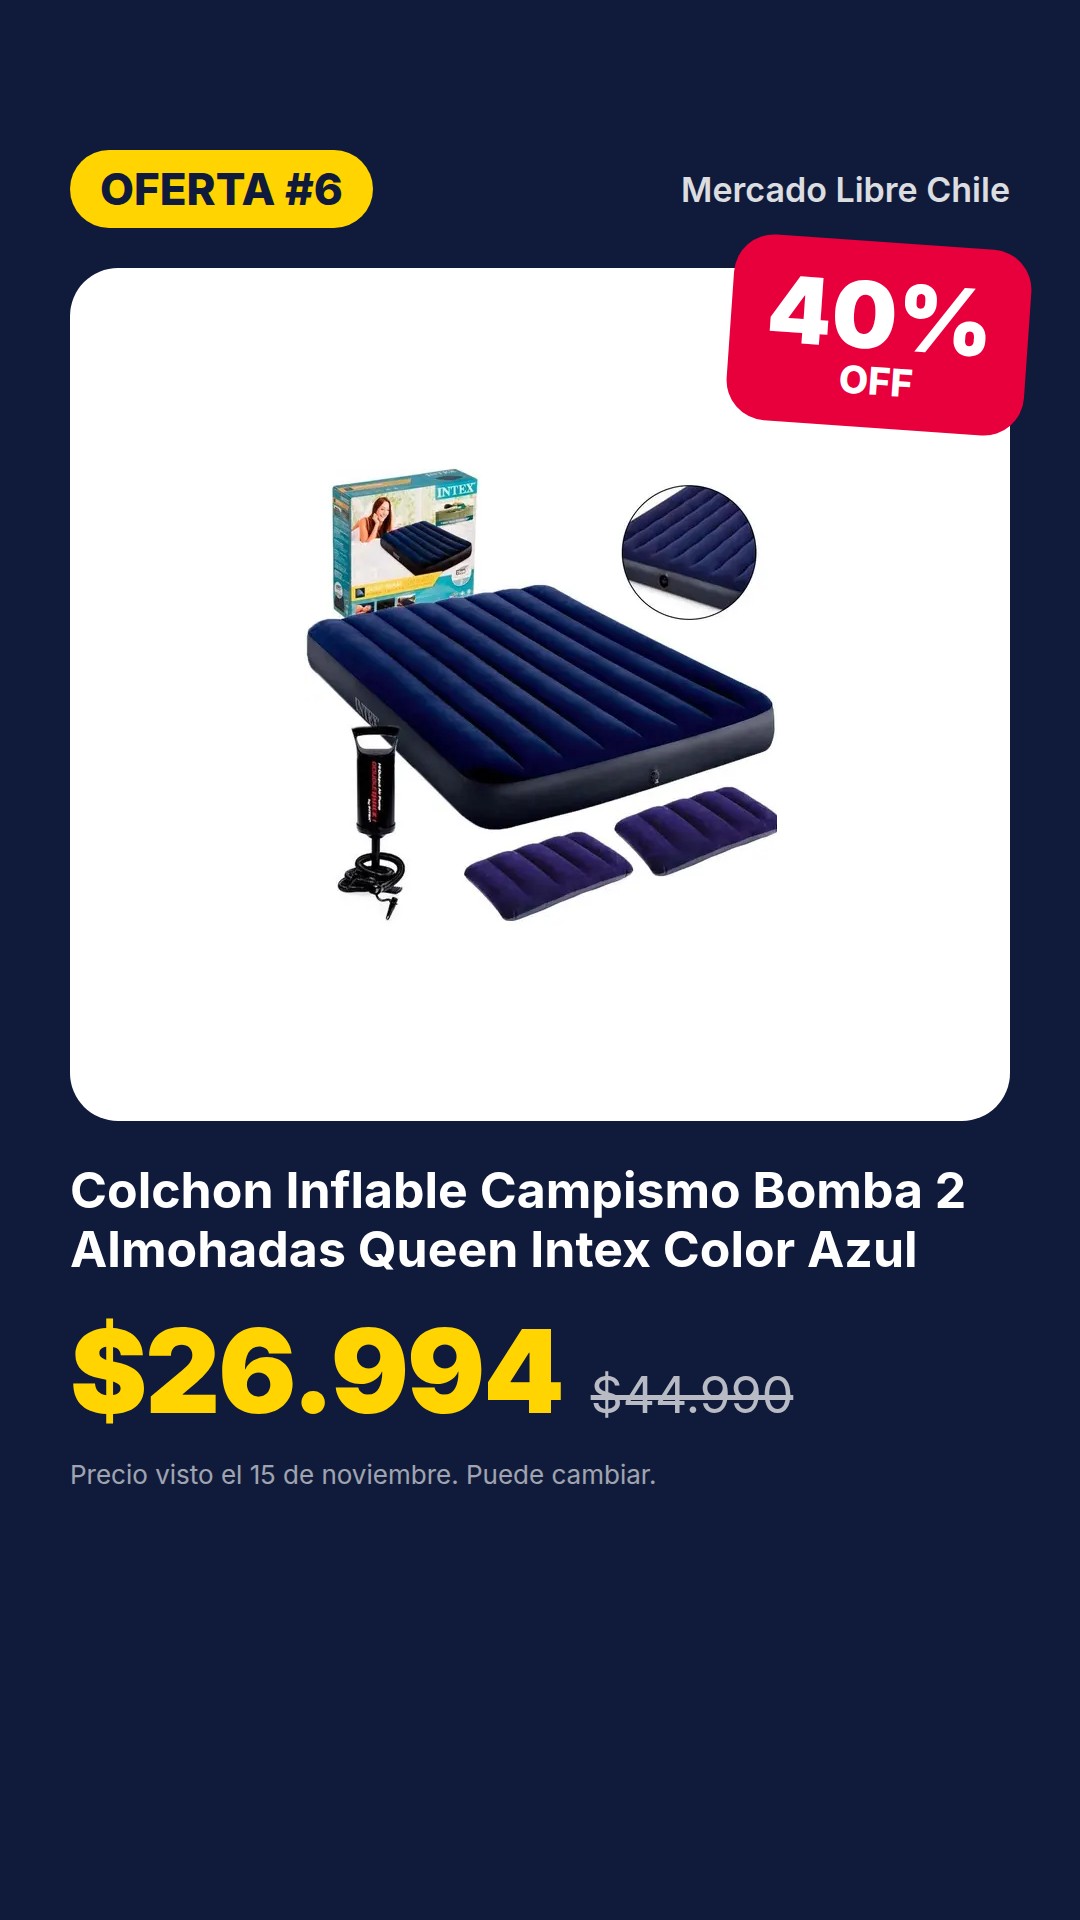 OFERTA #6
Mercado Libre Chile
40%
OFF
INTEX
INTEX
Colchon Inflable Campismo Bomba 2
Almohadas Queen Intex Color Azul
$26.994 $44.990
Precio visto el 15 de noviembre. Puede cambiar.